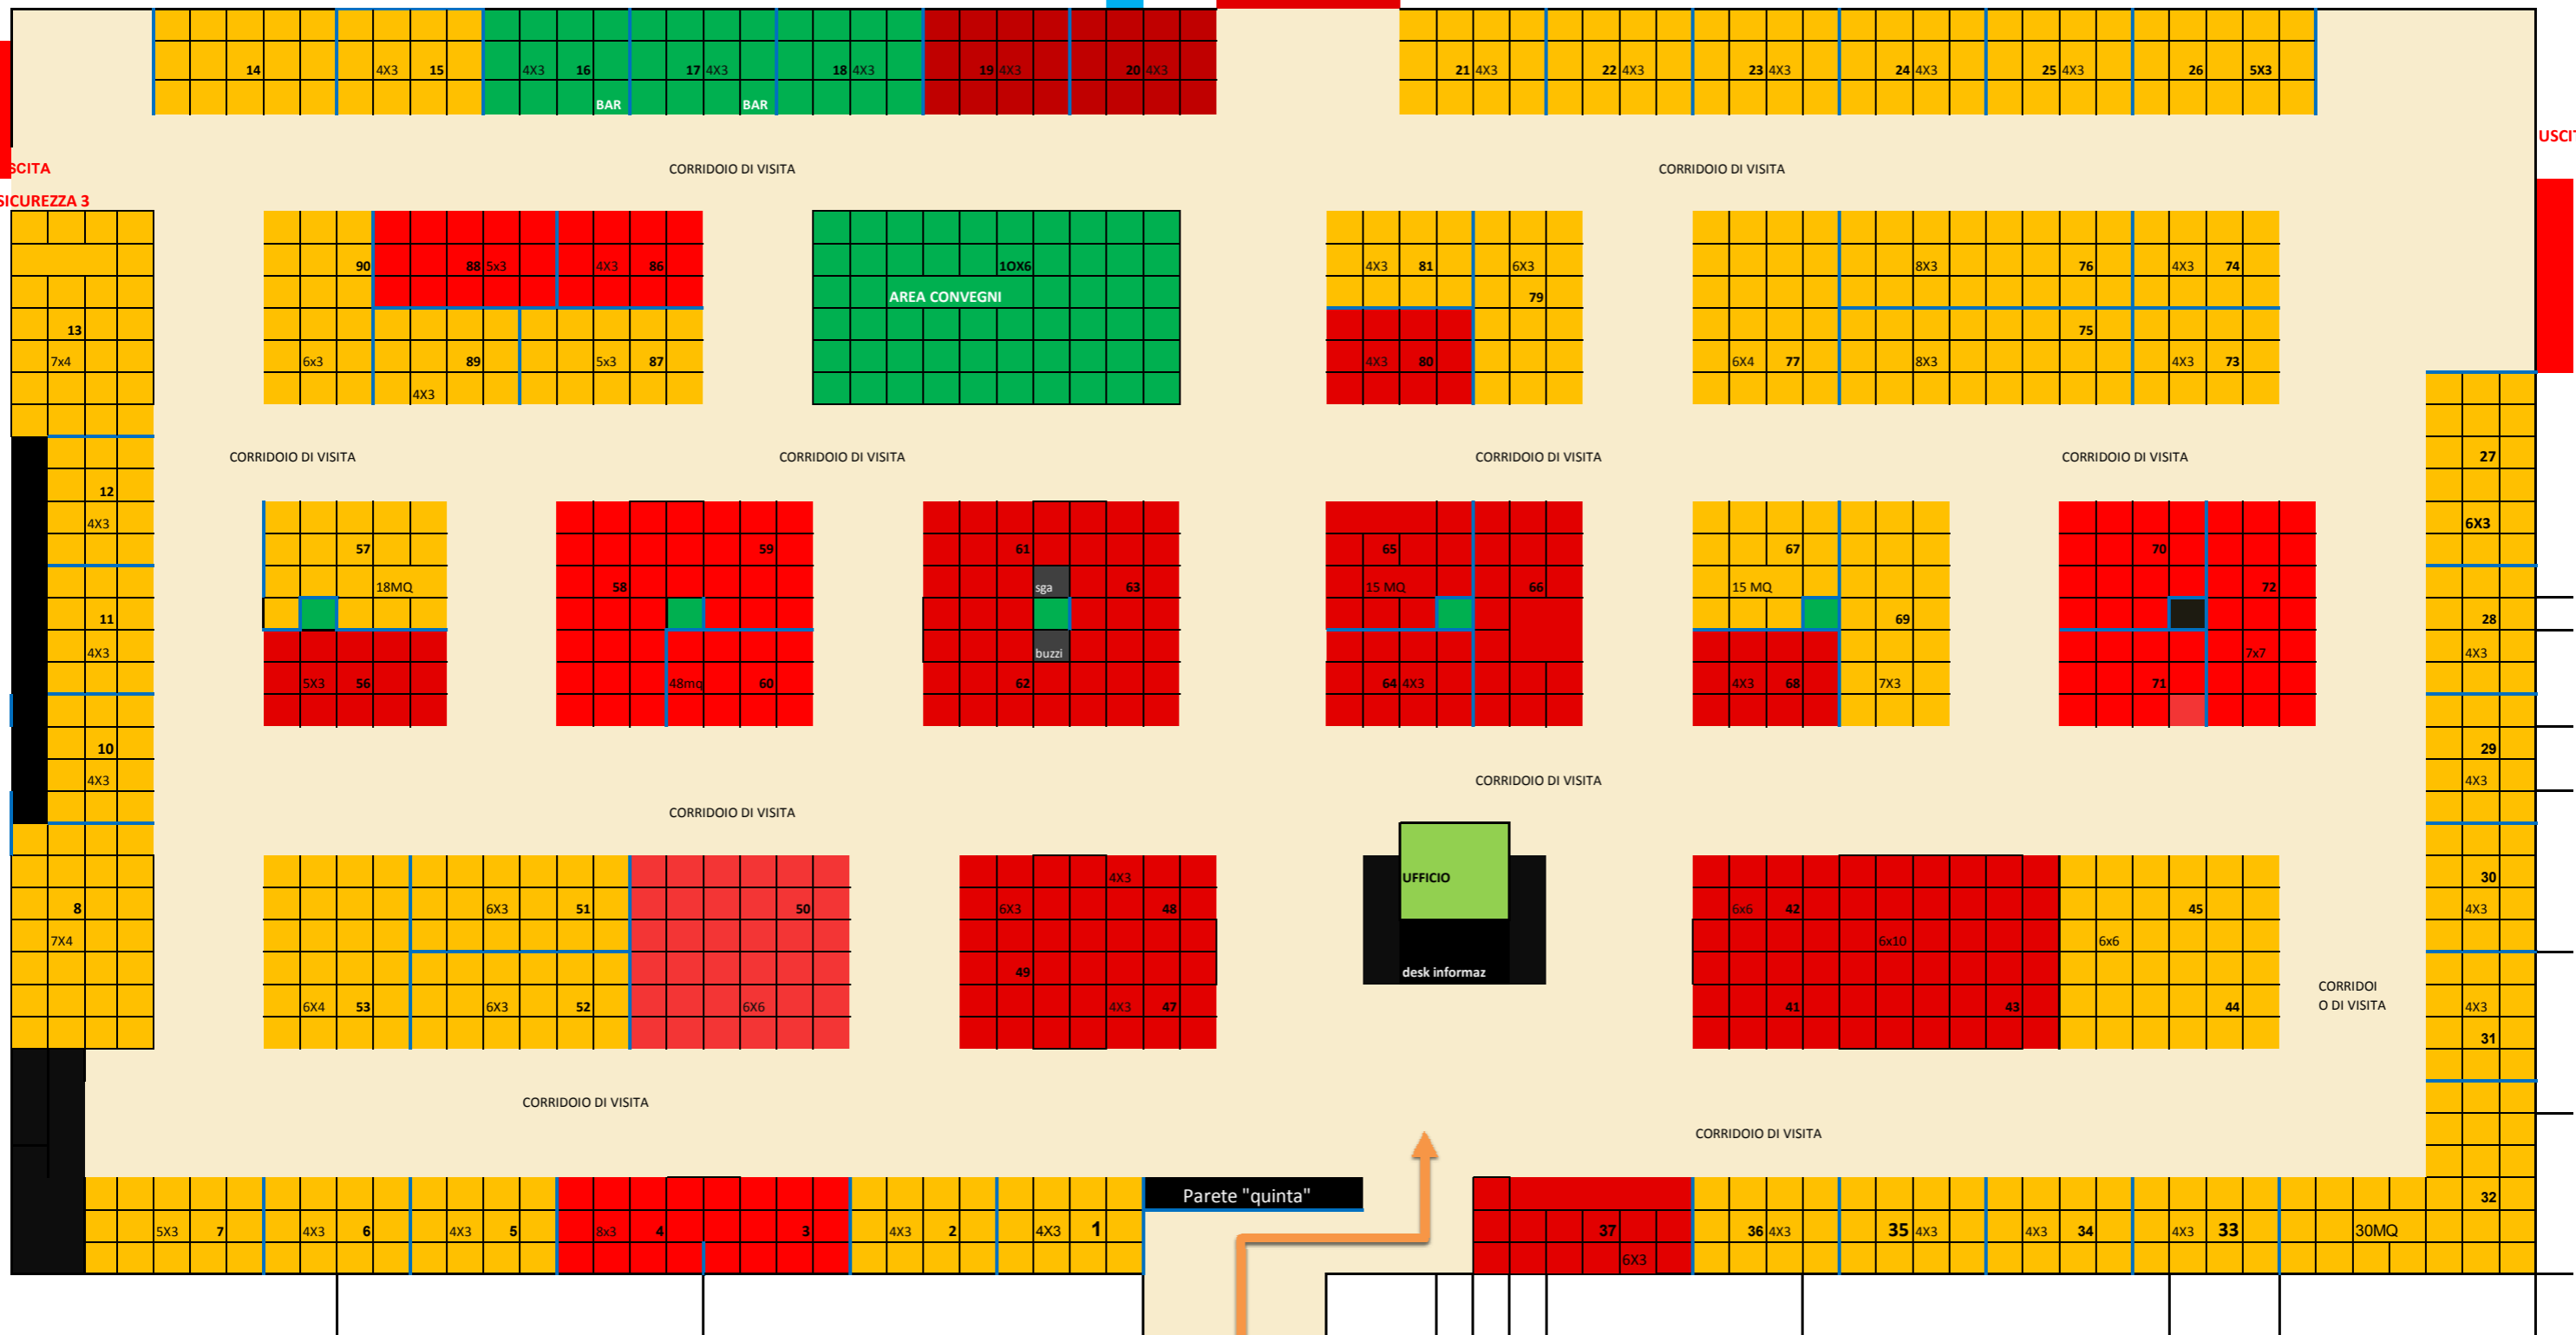 14 4X3 15 4X3 16 17 4X3 18 4X3 19 4X3 20 4X3 21 4X3 22 4X3 23 4X3 24 4X3 25 4X3 26 5X3
BAR BAR
USCI
CORRIDOIO DI VISITA CORRIDOIO DI VISITA
SCITA
SICUREZZA 3
90 88 5x3 4X3 86 10X6 4X3 81 6X3 8X3 76 4X3 74
AREA CONVEGNI 79
13 75
7x4 6x3 89 5x3 87 4X3 80 6X4 77 8X3 4X3 73
4X3
CORRIDOIO DI VISITA CORRIDOIO DI VISITA CORRIDOIO DI VISITA CORRIDOIO DI VISITA 27
12
4X3 6X3
57 59 61 65 67 70
18MQ 58 sga 63 15 MQ 66 15 MQ 72
11 69 28
4X3 buzzi 7x7 4X3
5X3 56 48mq 60 62 64 4X3 4X3 68 7X3 71
10 29
4X3 CORRIDOIO DI VISITA 4X3
CORRIDOIO DI VISITA
4X3 UFFICIO 30
8 6X3 51 50 6X3 48 6x6 42 45 4X3
7X4 6x10 6x6
49 desk informaz
CORRIDOI
6X4 53 6X3 52 6X6 4X3 47 41 43 44 O DI VISITA 4X3
31
CORRIDOIO DI VISITA
CORRIDOIO DI VISITA
Parete "quinta" 32
5X3 7 4X3 6 4X3 5 8x3 4 3 4X3 2 4X3 1 37 36 4X3 35 4X3 4X3 34 4X3 33 30MQ
6X3